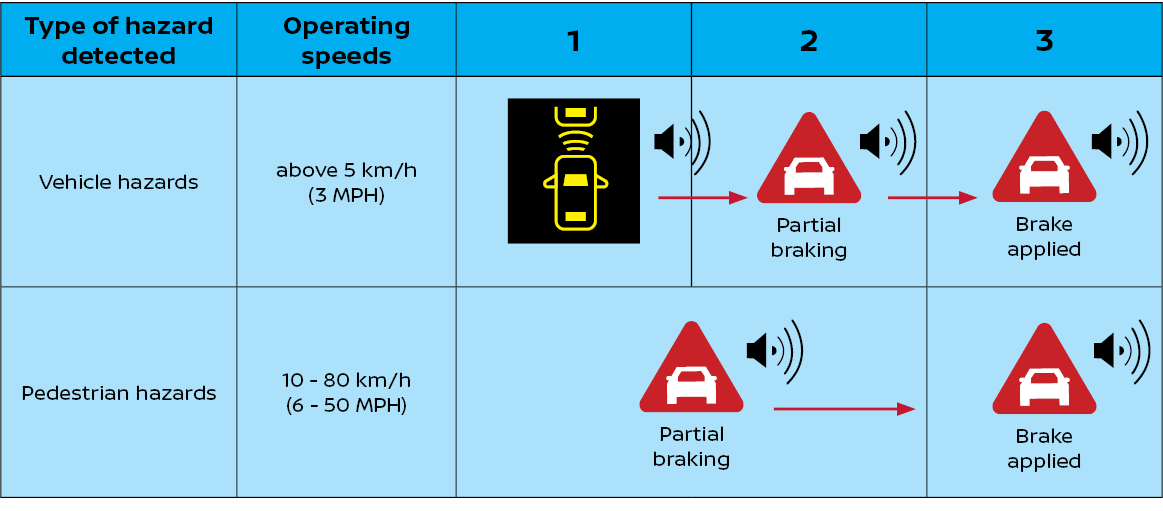 Type of hazard
detected
Operating
speeds
1
2
3
Vehicle hazards
above 5 km/h
(3 MPH)
Partial
braking
Brake
applied
Pedestrian hazards
10 - 80 km/h
(6 - 50 MPH)
Partial
braking
Brake
applied